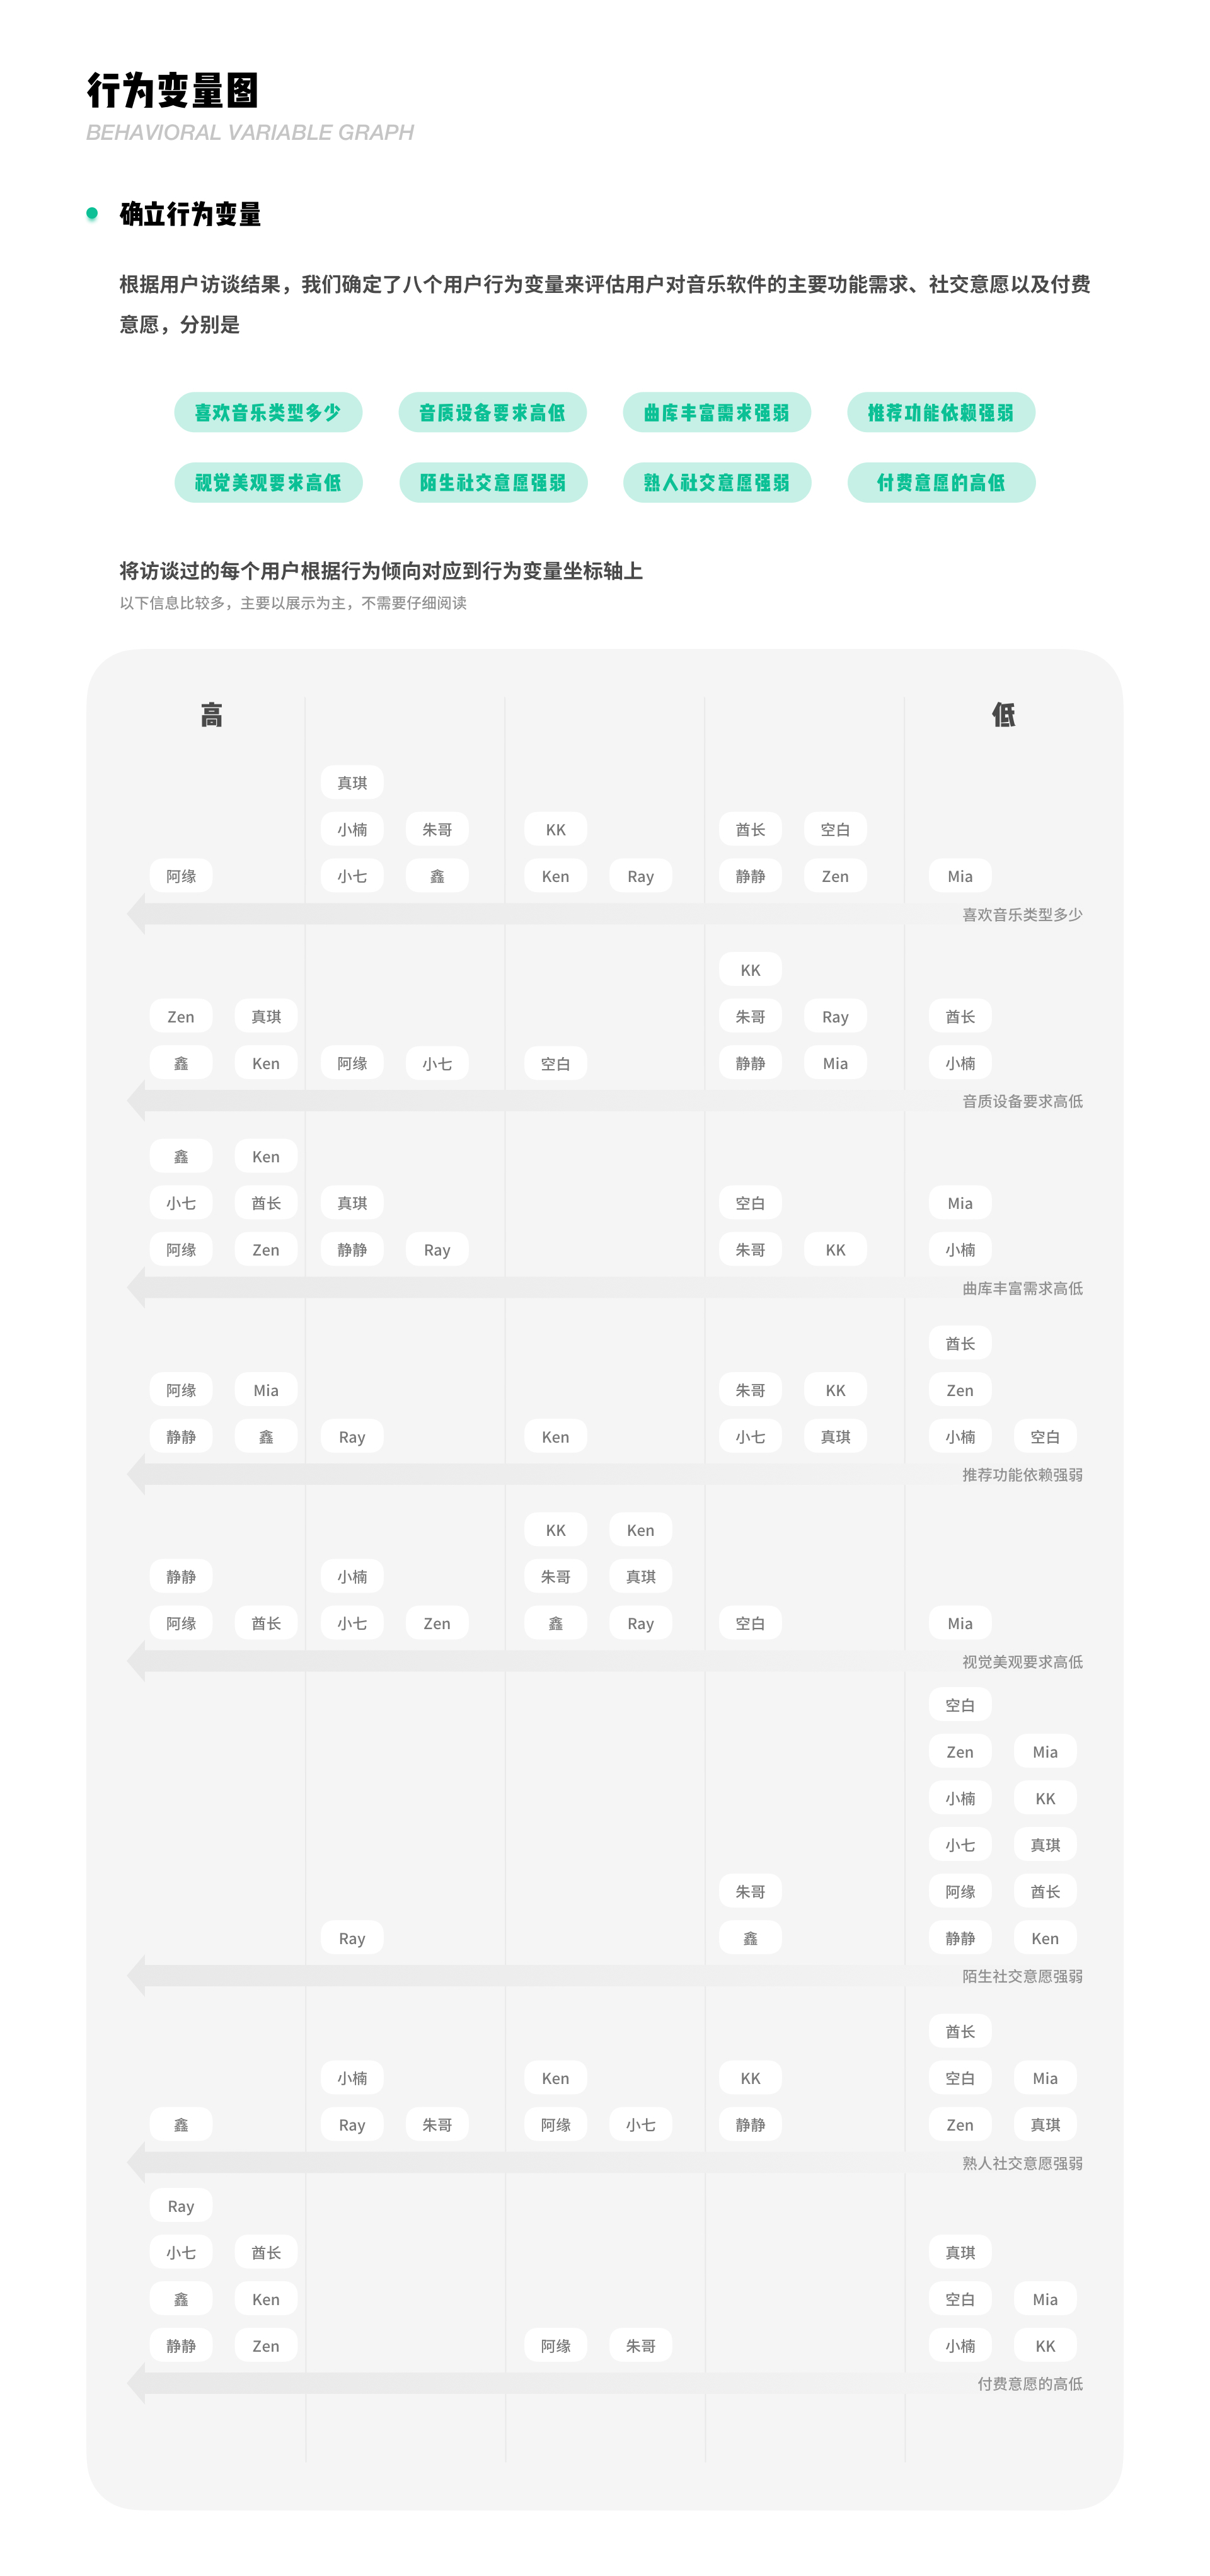 行为变量图
BEHAVIORAL VARIABLE GRAPH
确立行为变量
根据用户访谈结果，我们确定了八个用户行为变量来评估用户对音乐软件的主要功能需求、社交意愿以及付费
意愿，分别是
喜欢音乐类型多少 音质设备要求高低 曲库丰富需求强弱 推荐功能依赖强弱
视觉美观要求高低 陌生社交意愿强弱 熟人社交意愿强弱 付费意愿的高低
将访谈过的每个用户根据行为倾向对应到行为变量坐标轴上
以下信息比较多，主要以展示为主，不需要仔细阅读
高 低
真琪
小楠 朱哥 KK 酋长 空白
阿缘 小七 鑫 Ken Ray 静静 Zen Mia
喜欢音乐类型多少
KK
Zen 真琪 朱哥 Ray 酋长
鑫 Ken 阿缘 小七 空白 静静 Mia 小楠
音质设备要求高低
鑫 Ken
小七 酋长 真琪 空白 Mia
阿缘 Zen 静静 Ray 朱哥 KK 小楠
曲库丰富需求高低
酋长
阿缘 Mia 朱哥 KK Zen
静静 鑫 Ray Ken 小七 真琪 小楠 空白
推荐功能依赖强弱
KK Ken
静静 小楠 朱哥 真琪
阿缘 酋长 小七 Zen 鑫 Ray 空白 Mia
视觉美观要求高低
空白
Zen Mia
小楠 KK
小七 真琪
朱哥 阿缘 酋长
Ray 鑫 静静 Ken
陌生社交意愿强弱
酋长
小楠 Ken KK 空白 Mia
鑫 Ray 朱哥 阿缘 小七 静静 Zen 真琪
熟人社交意愿强弱
Ray
小七 酋长 真琪
鑫 Ken 空白 Mia
静静 Zen 阿缘 朱哥 小楠 KK
付费意愿的高低